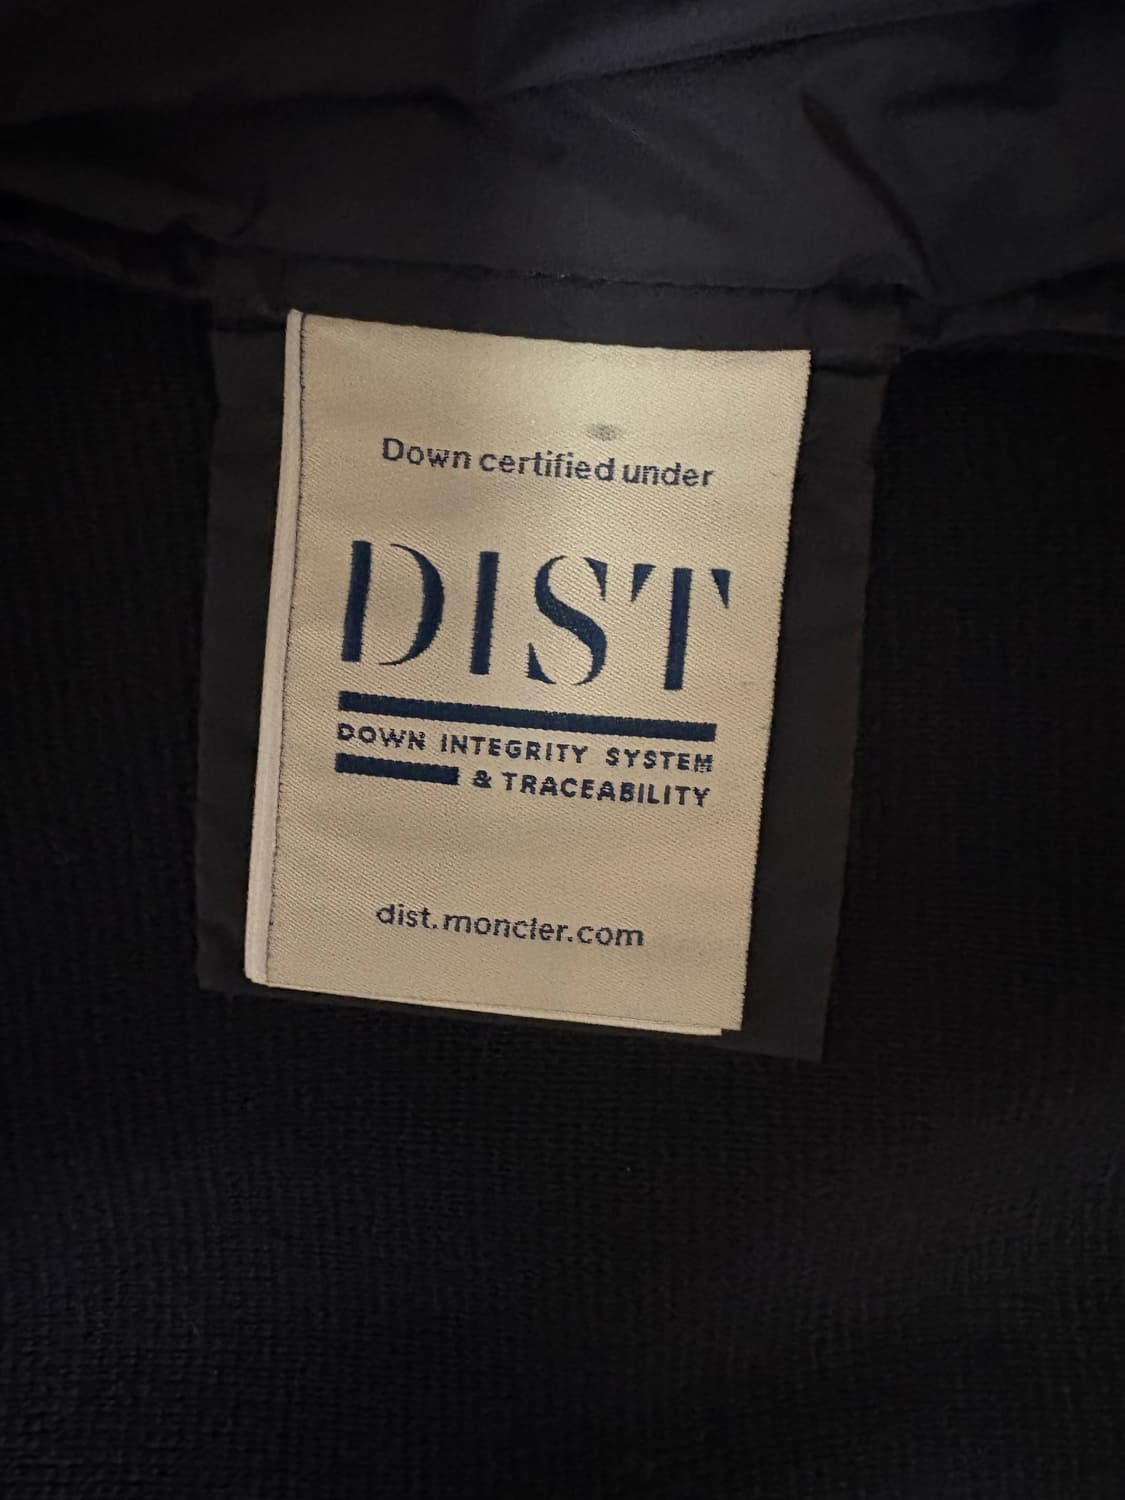 Down certified under
DIST
DOWN INTEGRITY SYSTEM
& TRACEABILITY
dist.moncler.com